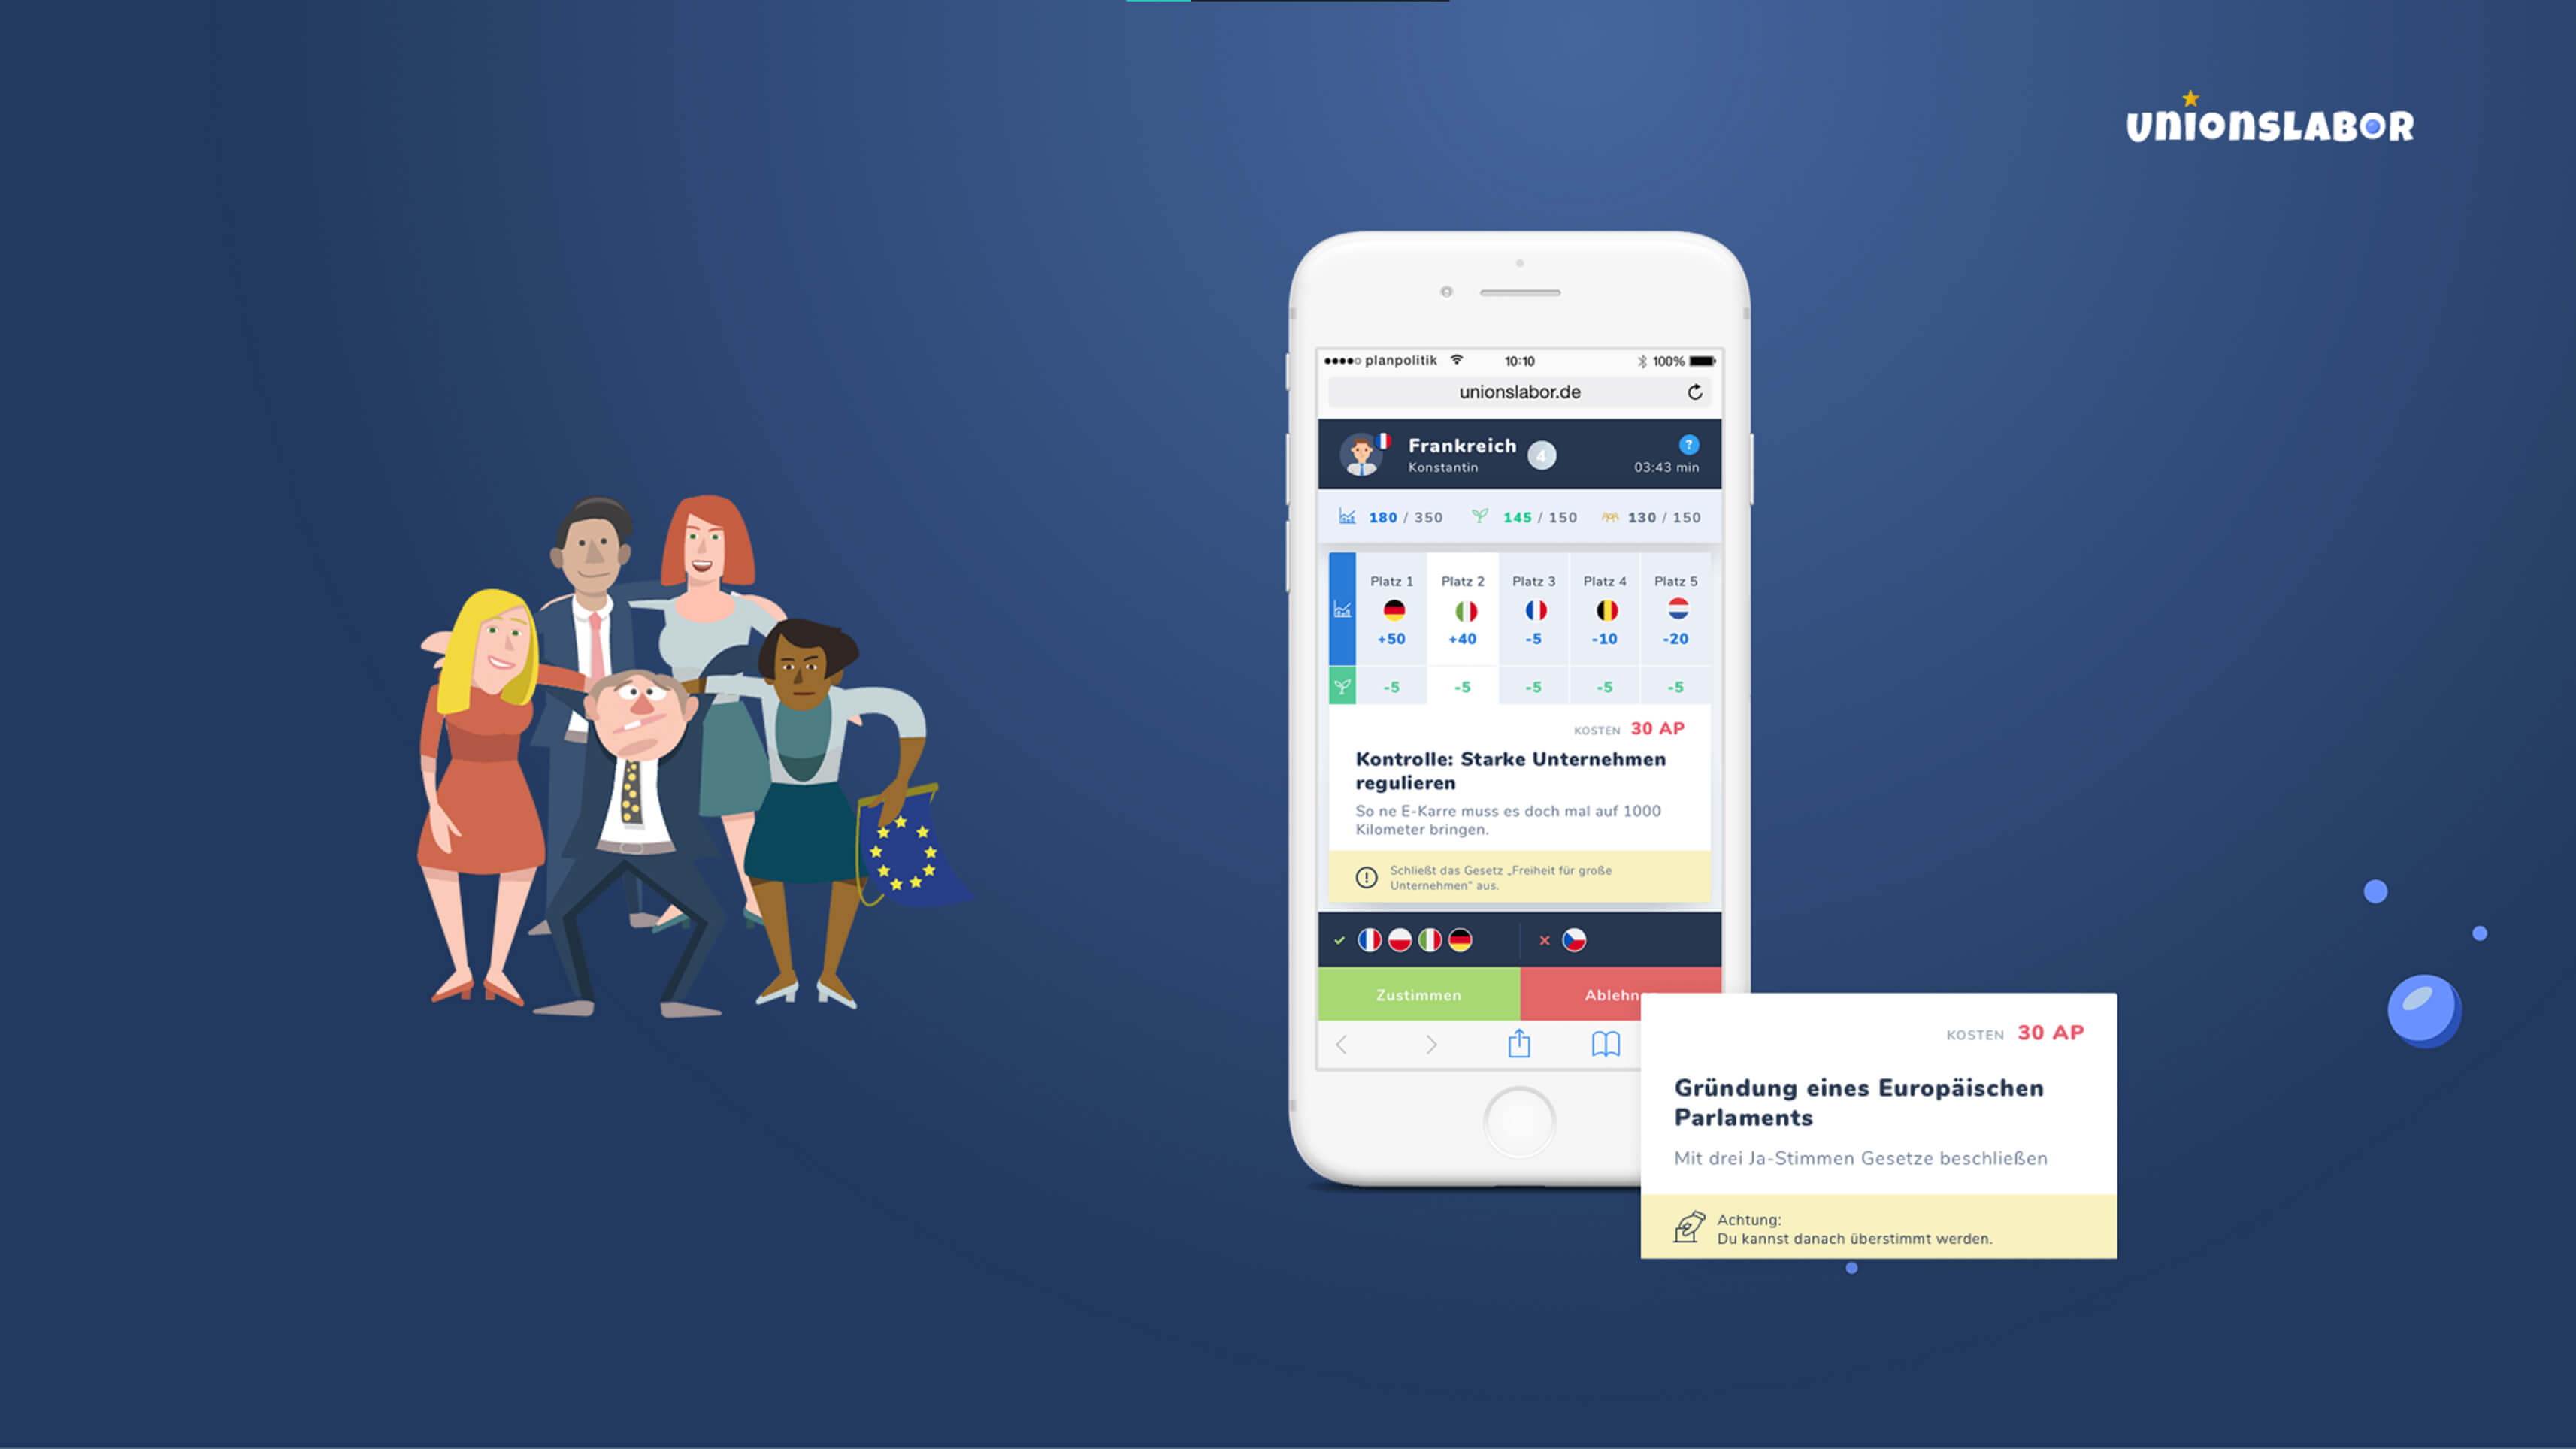 UNIONSLABOR
planpolitik 10:10 100%
unionslabor.de
Frankreich 4 ?
Konstantin 03:43 min
180 / 350 145 / 150 130 / 150
Platz 1 Platz 2 Platz 3 Platz 4 Platz 5
+50 +40 -5 -10 -20
-5 -5 -5 -5 -5
KOSTEN 30 AP
Kontrolle: Starke Unternehmen
regulieren
So ne E-Karre muss es doch mal auf 1000
Kilometer bringen.
Schließt das Gesetz „Freiheit für große
Unternehmen“ aus.
Zustimmen Ablehn
KOSTEN 30 AP
Gründung eines Europäischen
Parlaments
Mit drei Ja-Stimmen Gesetze beschließen
Achtung:
Du kannst danach überstimmt werden.